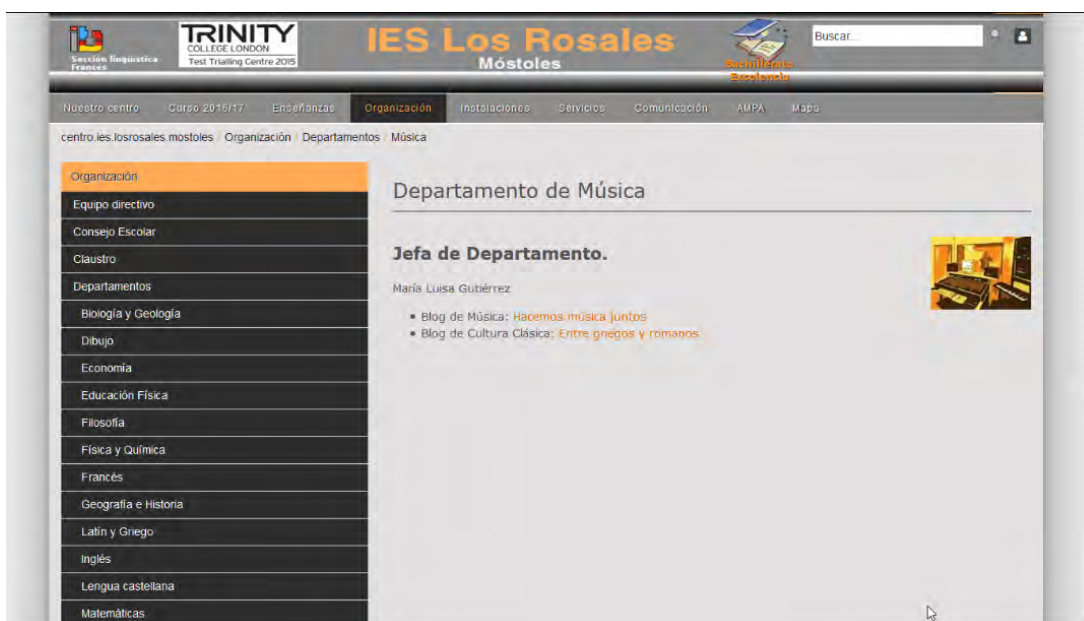 Sección lingüística
Francés
TRINITY
COLLEGE LONDON
Test Trialling Centre 2015
IES Los Rosales
Móstoles
Bachillerato
Excelencia
Buscar...
Nuestro centro Curso 2016/17 Enseñanzas Organización Instalaciones Servicios Comunicación AMPA Mapa
centro.ies.losrosales.mostoles / Organización / Departamentos / Música
Organización
Equipo directivo
Consejo Escolar
Claustro
Departamentos
Biología y Geología
Dibujo
Economía
Educación Física
Filosofía
Física y Química
Francés
Geografía e Historia
Latín y Griego
Inglés
Lengua castellana
Matemáticas
Departamento de Música
Jefa de Departamento.
María Luisa Gutiérrez
• Blog de Música: Hacemos música juntos
• Blog de Cultura Clásica: Entre griegos y romanos